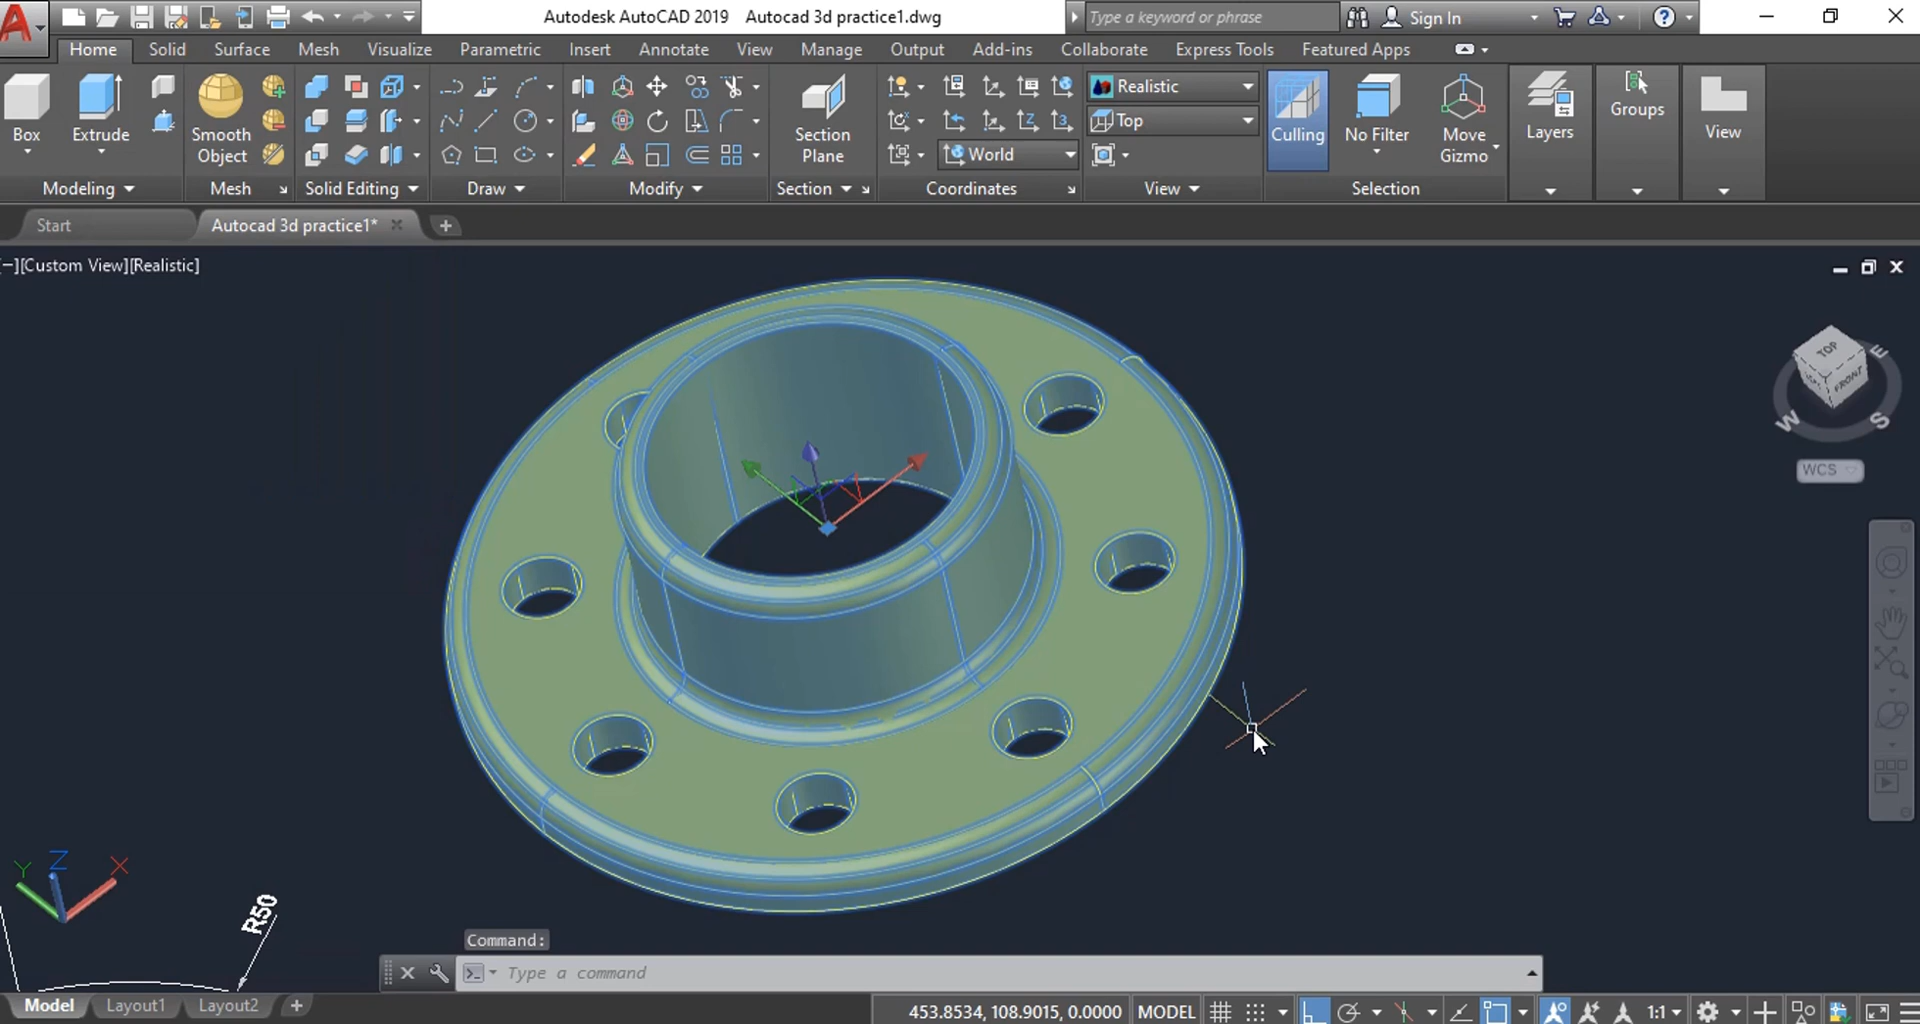 Autodesk AutoCAD 2019 Autocad 3d practice1.dwg
Type a keyword or phrase
Sign In
Home Solid Surface Mesh Visualize Parametric Insert Annotate View Manage Output Add-ins Collaborate Express Tools Featured Apps
Box
Extrude
Smooth
Object
Section
Plane
World
Realistic
Top
Culling
No Filter
Move
Gizmo
Layers
Groups
View
Modeling
Mesh
Solid Editing
Draw
Modify
Section
Coordinates
View
Selection
Start
Autocad 3d practice1*
[−][Custom View][Realistic]
TOP
FRONT
E
W
S
WCS
Y
Z
X
R50
Command:
Type a command
Model Layout1 Layout2
453.8534, 108.9015, 0.0000 MODEL
1:1